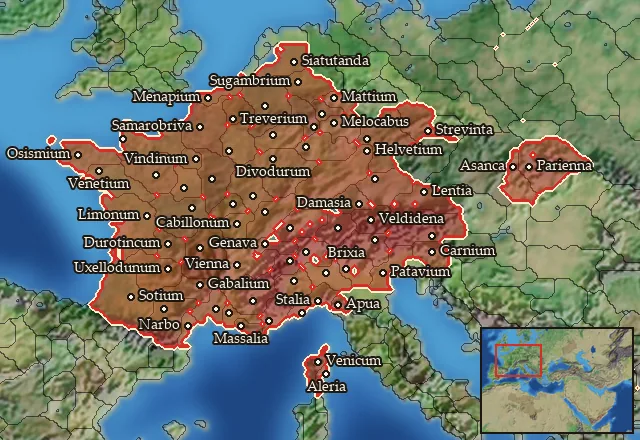 Siatutanda
Sugambrium
Menapium
Mattium
Samarobriva
Treverium
Melocabus
Strevinta
Osismium
Vindinum
Helvetium
Asanca
Parienna
Venetium
Divodurum
Lentia
Limonum
Damasia
Cabillonum
Veldidena
Durotincum
Genava
Brixia
Carnium
Uxellodunum
Vienna
Patavium
Sotium
Gabalium
Stalia
Apua
Narbo
Massalia
Venicum
Aleria